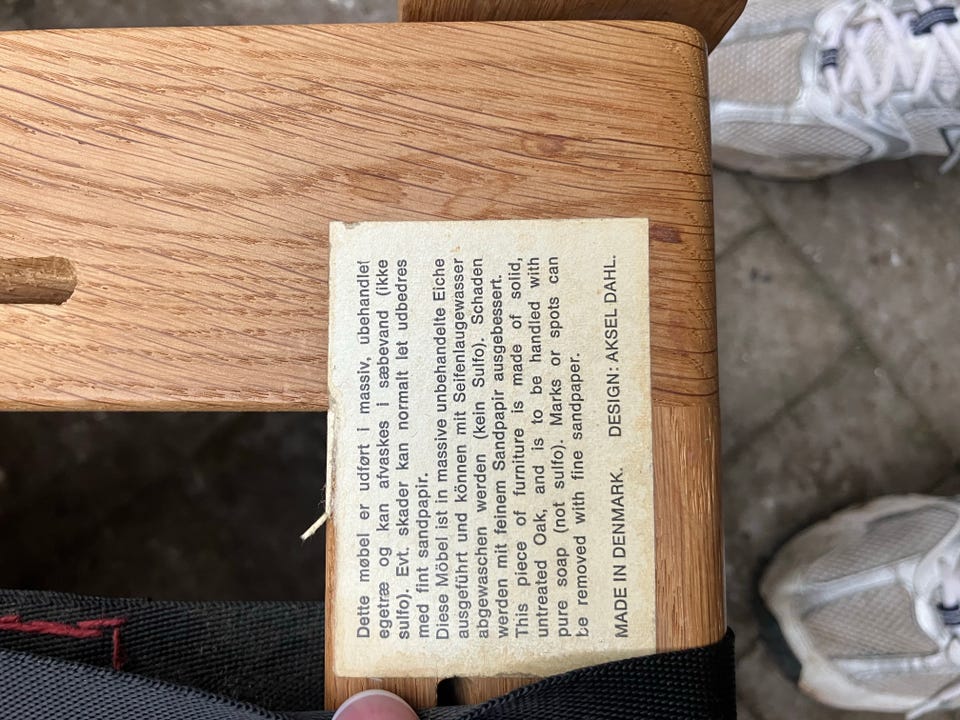 Dette møbel er udført i massiv, ubehandlet
egetræ og kan afvaskes i sæbevand (ikke
sulfo). Evt. skader kan normalt let udbedres
med fint sandpapir.
Diese Möbel ist in massive unbehandelte Eiche
ausgeführt und können mit Seifenlaugewasser
abgewaschen werden (kein Sulfo). Schaden
werden mit feinem Sandpapir ausgebessert.
This piece of furniture is made of solid,
untreated Oak, and is to be handled with
pure soap (not sulfo). Marks or spots can
be removed with fine sandpaper.
MADE IN DENMARK. DESIGN: AKSEL DAHL.